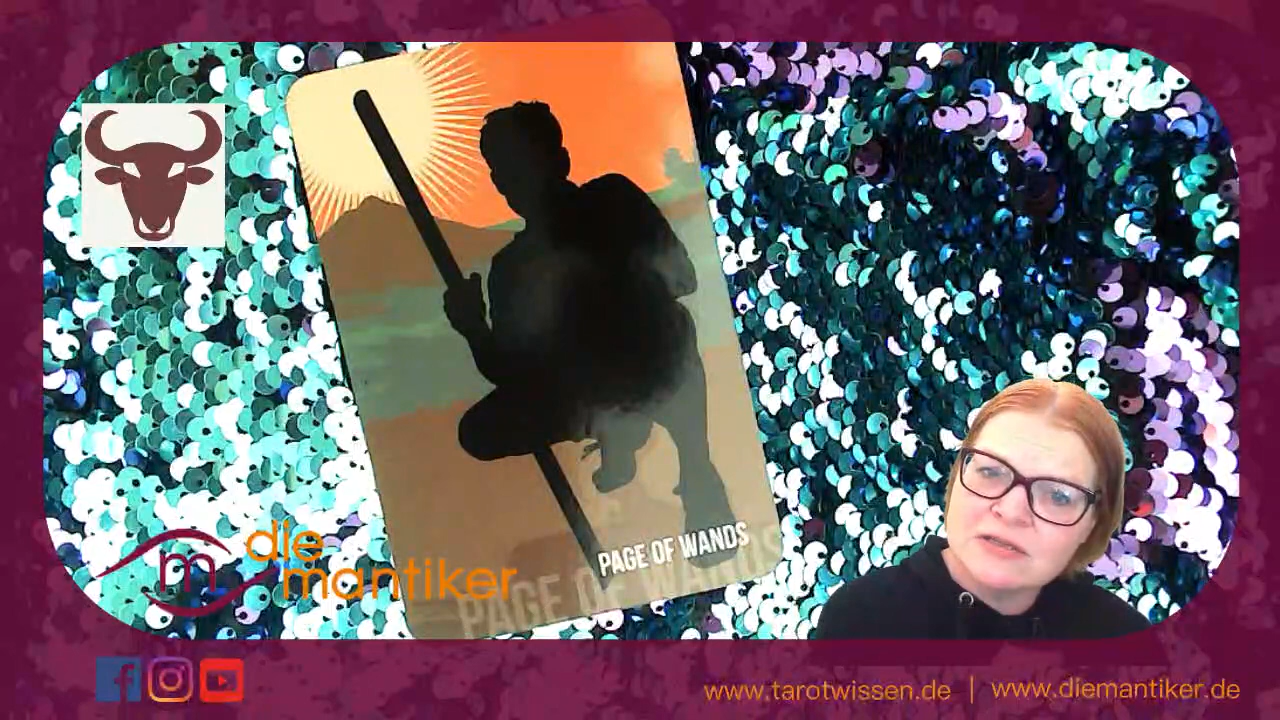 die
mantiker
m
PAGE OF WANDS
PAGE OF WANDS
www.tarotwissen.de | www.diemantiker.de